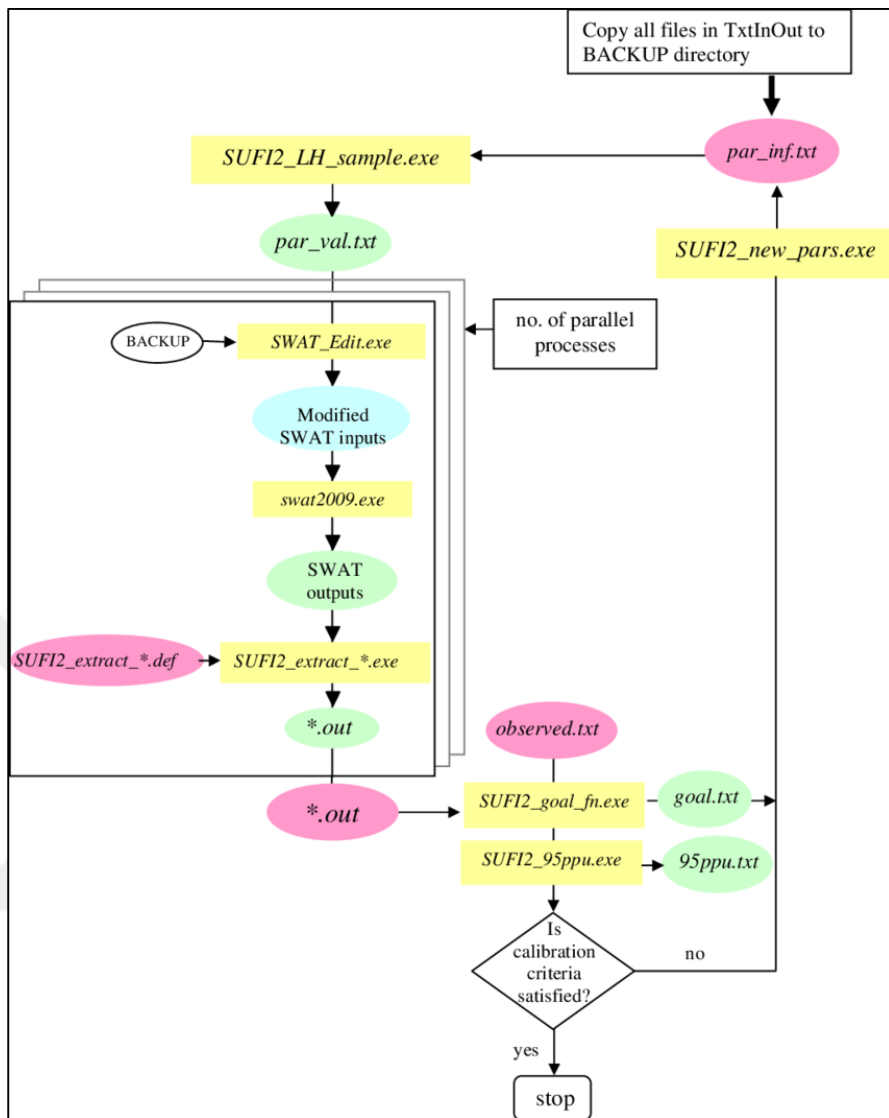 Copy all files in TxtInOut to
BACKUP directory
par_inf.txt
SUFI2_LH_sample.exe
par_val.txt
SUFI2_new_pars.exe
no. of parallel
processes
BACKUP
SWAT_Edit.exe
Modified
SWAT inputs
swat2009.exe
SWAT
outputs
SUFI2_extract_*.def
SUFI2_extract_*.exe
*.out
*.out
observed.txt
SUFI2_goal_fn.exe
goal.txt
SUFI2_95ppu.exe
95ppu.txt
Is
calibration
criteria
satisfied?
no
yes
stop